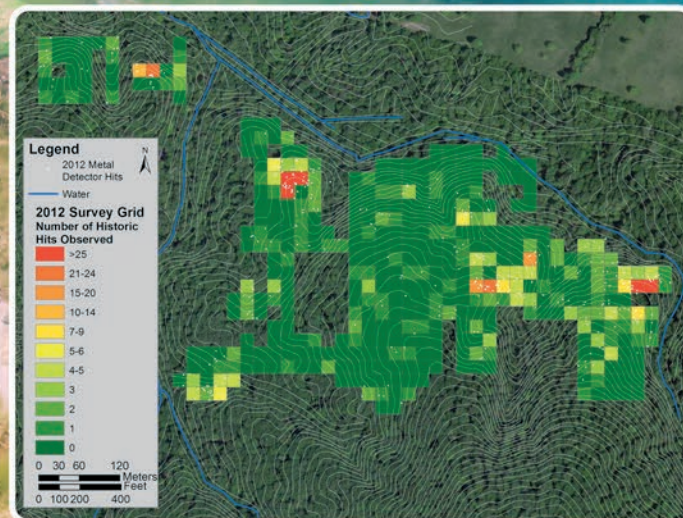 Legend
N
2012 Metal
Detector Hits
Water
2012 Survey Grid
Number of Historic
Hits Observed
>25
21-24
15-20
10-14
7-9
5-6
4-5
3
2
1
0
0 30 60 120
Meters
Feet
0 100 200 400